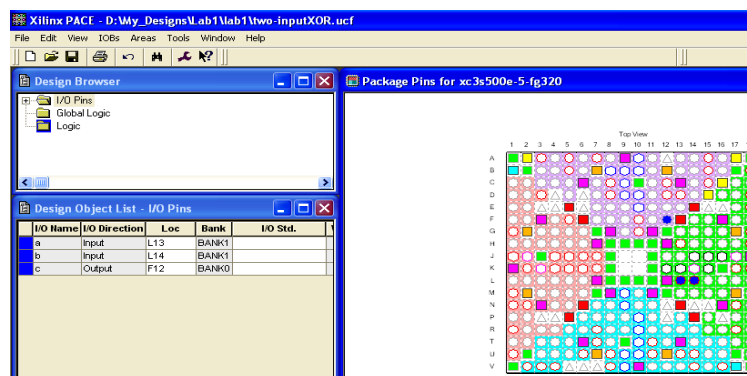 Xilinx PACE - D:\My_Designs\Lab1\lab1\two-inputXOR.ucf
File Edit View IOBs Areas Tools Window Help
Design Browser
I/O Pins
Global Logic
Logic
Design Object List - I/O Pins
I/O Name I/O Direction Loc Bank I/O Std.
a Input L13 BANK1
b Input L14 BANK1
c Output F12 BANK0
Package Pins for xc3s500e-5-fg320
Top View
1 2 3 4 5 6 7 8 9 10 11 12 13 14 15 16 17
A
B
C
D
E
F
G
H
J
K
L
M
N
P
R
T
U
V